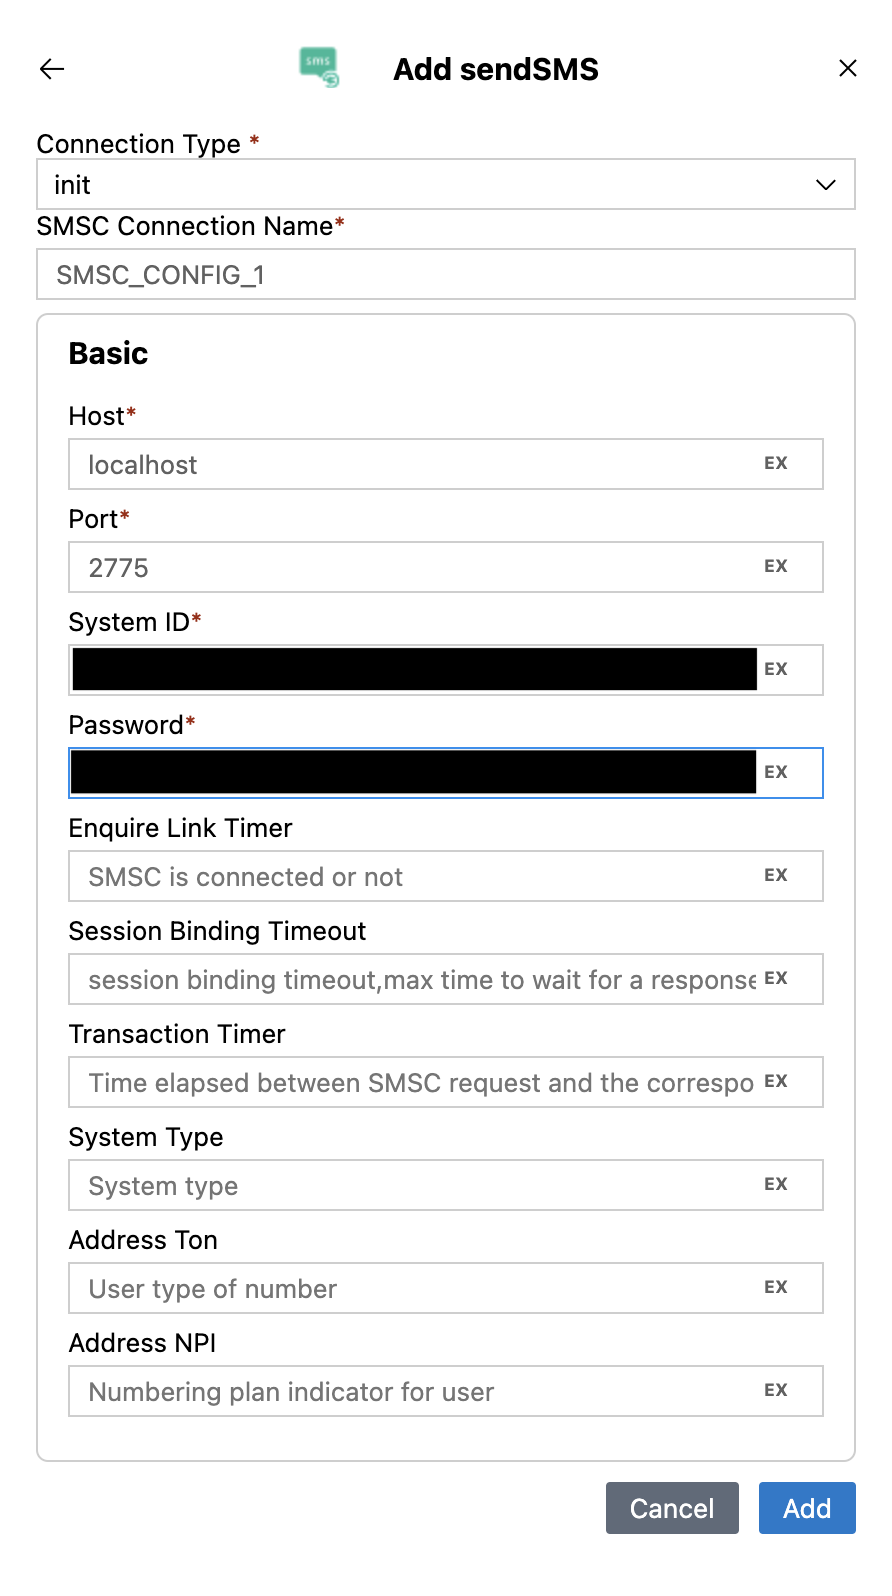 sms
Add sendSMS
Connection Type *
init
SMSC Connection Name*
SMSC_CONFIG_1
Basic
Host*
localhost EX
Port*
2775 EX
System ID*
EX
Password*
EX
Enquire Link Timer
SMSC is connected or not EX
Session Binding Timeout
session binding timeout,max time to wait for a response EX
Transaction Timer
Time elapsed between SMSC request and the correspo EX
System Type
System type EX
Address Ton
User type of number EX
Address NPI
Numbering plan indicator for user EX
Cancel Add